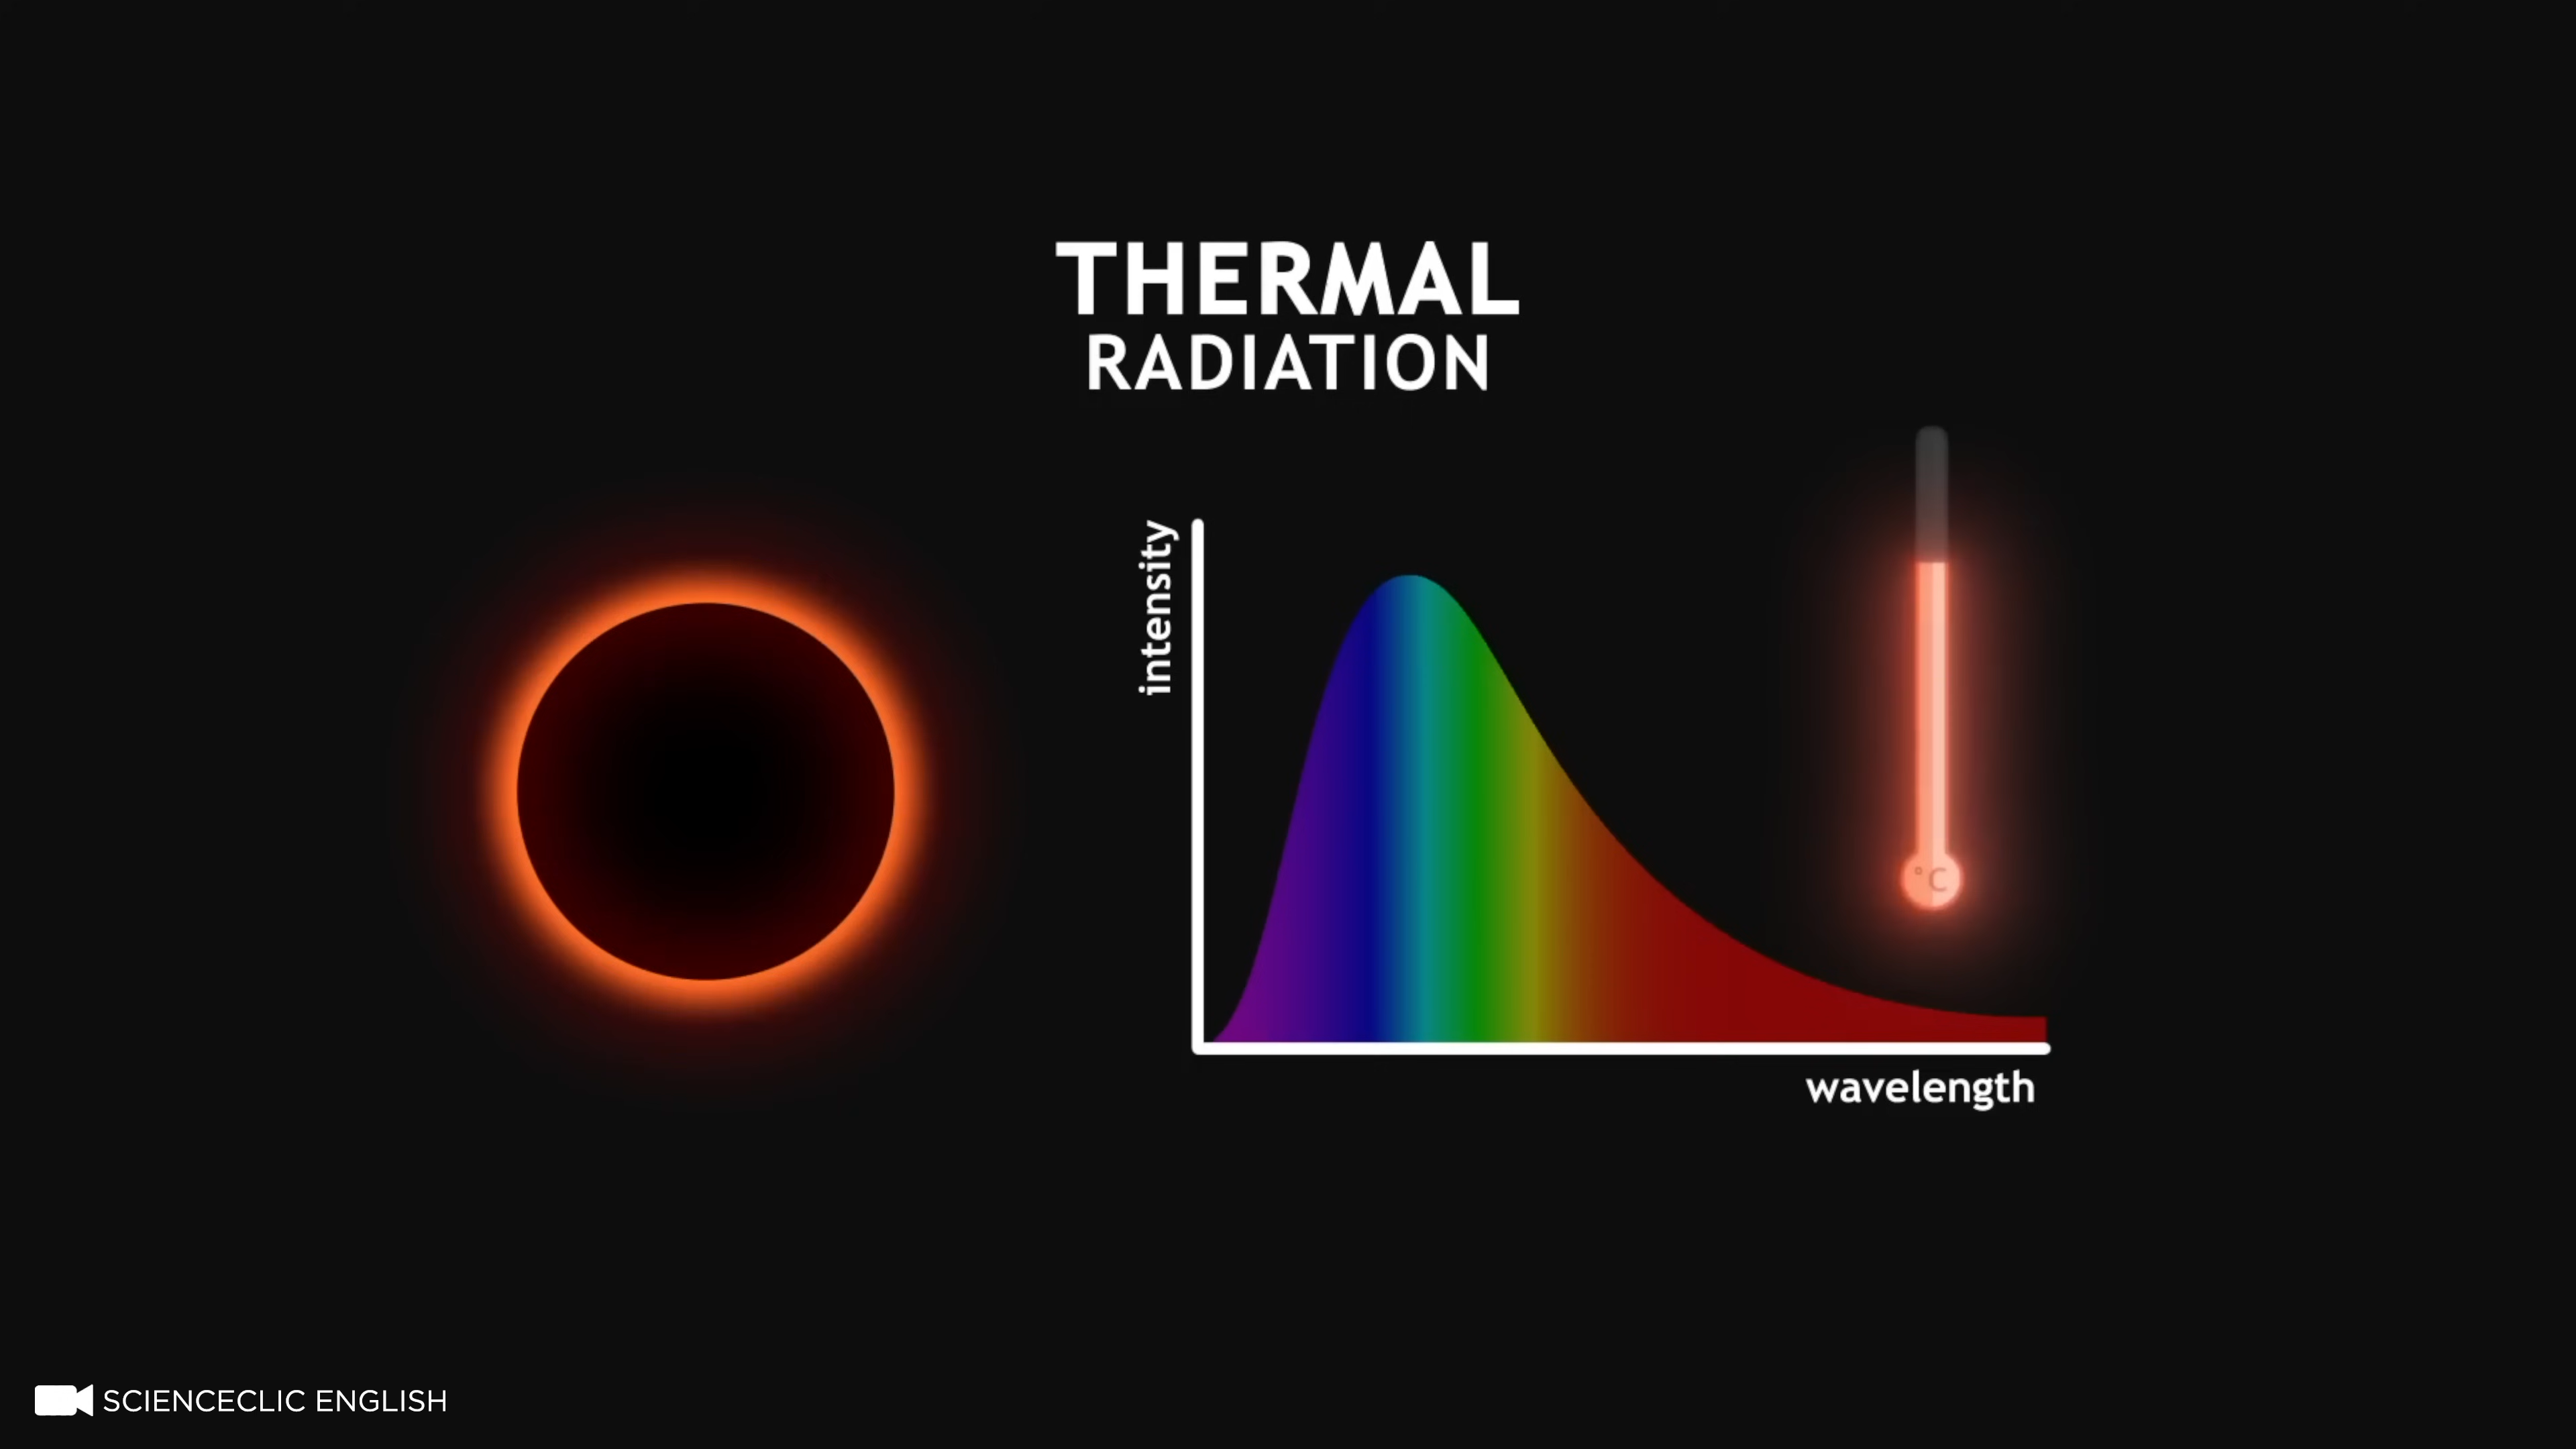 THERMAL
RADIATION
intensity
°C
wavelength
SCIENCECLIC ENGLISH